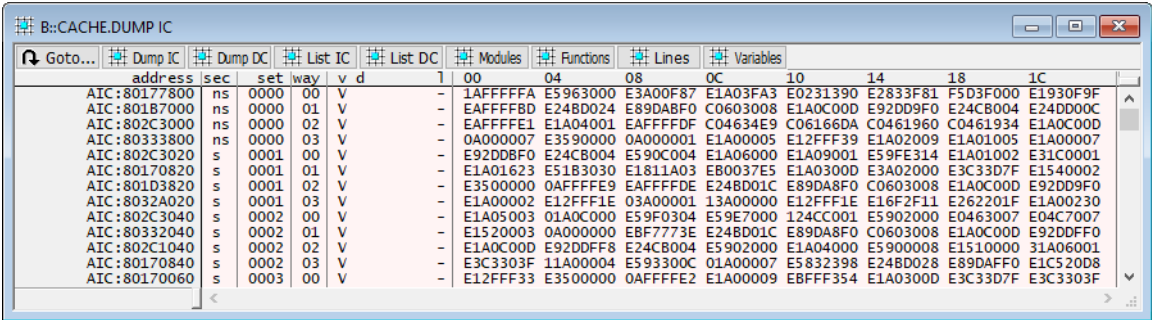 B::CACHE.DUMP IC
Goto... Dump IC Dump DC List IC List DC Modules Functions Lines Variables
address sec set way v d l 00 04 08 0C 10 14 18 1C
AIC:80177800 ns 0000 00 V - 1AFFFFFA E5963000 E3A00F87 E1A03FA3 E0231390 E2833F81 F5D3F000 E1930F9F
AIC:801B7000 ns 0000 01 V - EAFFFFBD E24BD024 E89DABF0 C0603008 E1A0C00D E92DD9F0 E24CB004 E24DD00C
AIC:802C3000 ns 0000 02 V - EAFFFFE1 E1A04001 EAFFFFDF C04634E9 C06166DA C0461960 C0461934 E1A0C00D
AIC:80333800 ns 0000 03 V - 0A000007 E3590000 0A000001 E1A00005 E12FFF39 E1A02009 E1A01005 E1A00007
AIC:802C3020 s 0001 00 V - E92DDBF0 E24CB004 E590C004 E1A06000 E1A09001 E59FE314 E1A01002 E31C0001
AIC:80170820 s 0001 01 V - E1A01623 E51B3030 E1811A03 EB0037E5 E1A0300D E3A02000 E3C33D7F E1540002
AIC:801D3820 s 0001 02 V - E3500000 0AFFFFE9 EAFFFFDE E24BD01C E89DA8F0 C0603008 E1A0C00D E92DD9F0
AIC:8032A020 s 0001 03 V - E1A00002 E12FFF1E 03A00001 13A00000 E12FFF1E E16F2F11 E262201F E1A00230
AIC:802C3040 s 0002 00 V - E1A05003 01A0C000 E59F0304 E59E7000 124CC001 E5902000 E0463007 E04C7007
AIC:80332040 s 0002 01 V - E1520003 0A000000 EBF7773E E24BD01C E89DA8F0 C0603008 E1A0C00D E92DDFF0
AIC:802C1040 s 0002 02 V - E1A0C00D E92DDFF8 E24CB004 E5902000 E1A04000 E5900008 E1510000 31A06001
AIC:80170840 s 0002 03 V - E3C3303F 11A00004 E593300C 01A00007 E5832398 E24BD028 E89DAFF0 E1C520D8
AIC:80170060 s 0003 00 V - E12FFF33 E3500000 0AFFFFE2 E1A00009 EBFFF354 E1A0300D E3C33D7F E3C3303F